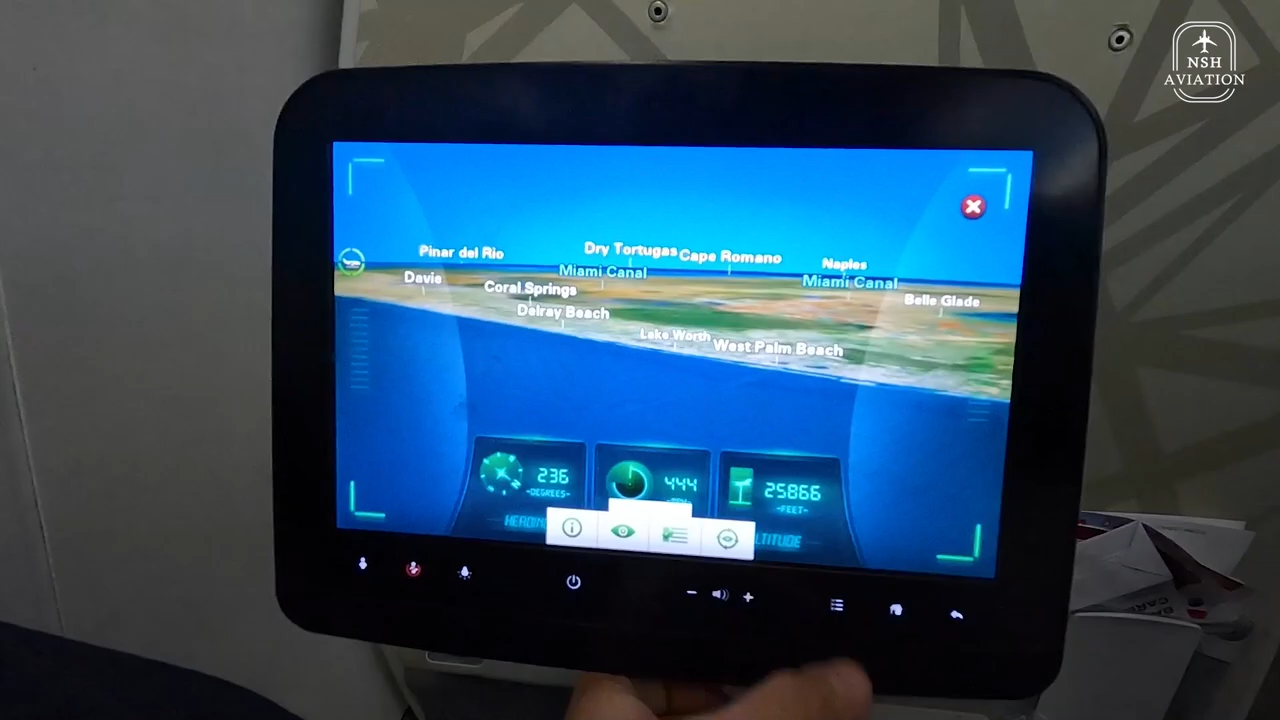 NSH
AVIATION
Pinar del Rio
Dry Tortugas
Cape Romano
Naples
Miami Canal
Miami Canal
Davie
Coral Springs
Belle Glade
Delray Beach
Lake Worth
West Palm Beach
236
-DEGREES-
444
25866
-FEET-